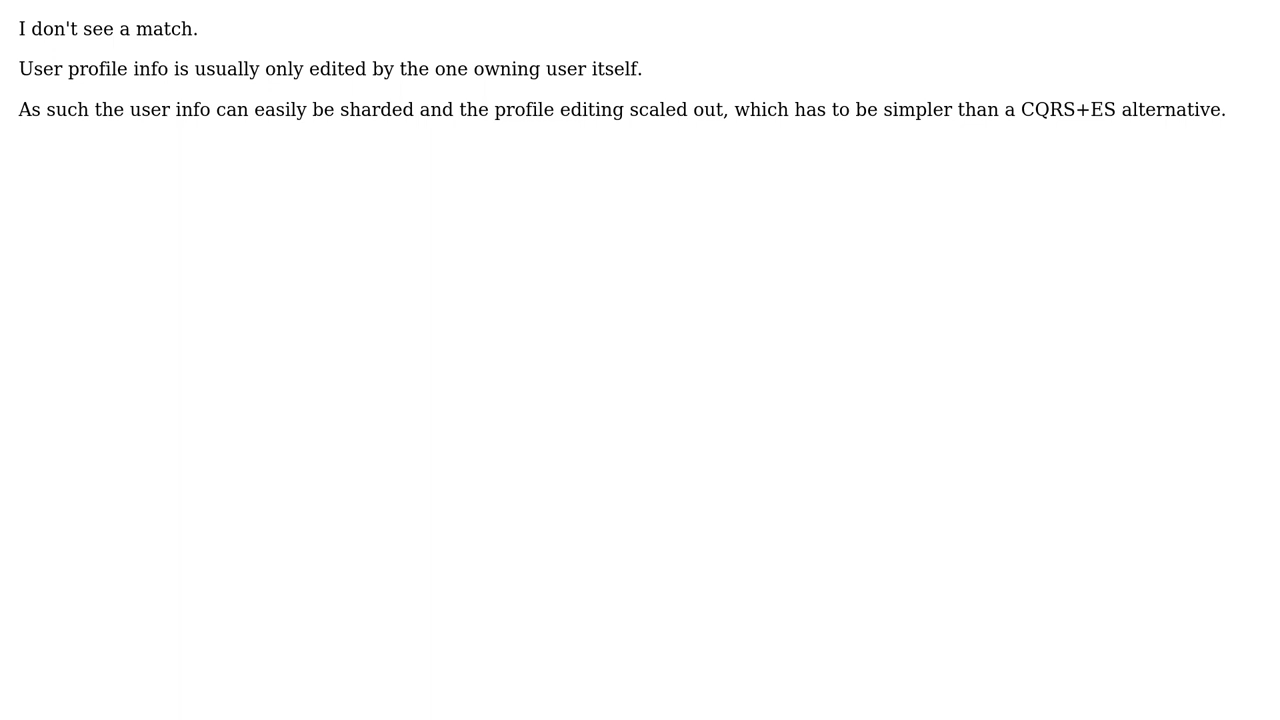 I don't see a match.
User profile info is usually only edited by the one owning user itself.
As such the user info can easily be sharded and the profile editing scaled out, which has to be simpler than a CQRS+ES alternative.